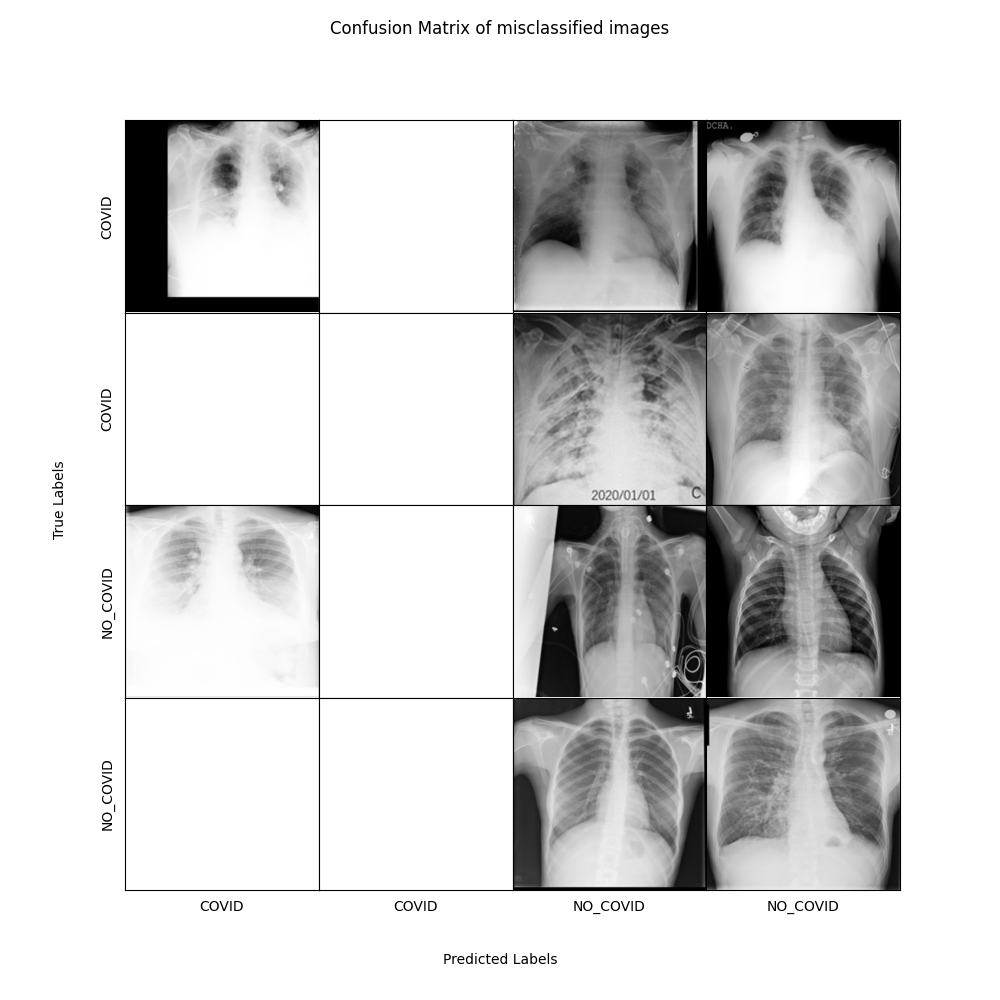 Confusion Matrix of misclassified images
DCHA.
COVID
COVID
2020/01/01 C
True Labels
NO_COVID
NO_COVID
COVID COVID NO_COVID NO_COVID
Predicted Labels